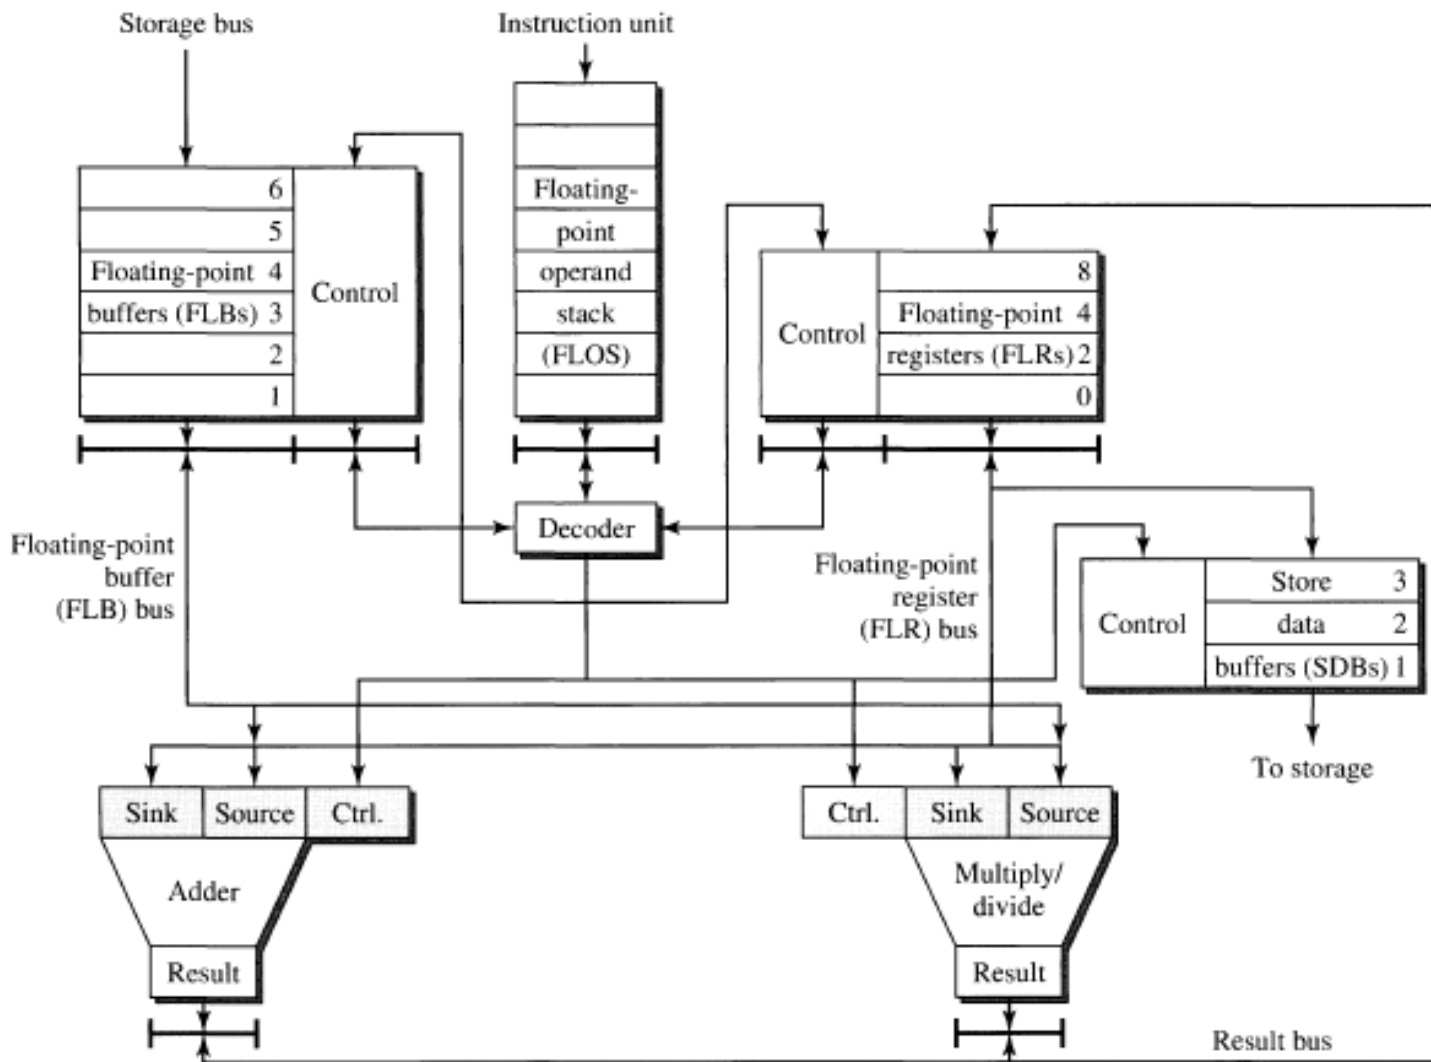 Storage bus
Instruction unit
6
5
Floating-point 4
buffers (FLBs) 3
2
1
Control
Floating-
point
operand
stack
(FLOS)
Control
8
Floating-point 4
registers (FLRs) 2
0
Decoder
Floating-point
buffer
(FLB) bus
Floating-point
register
(FLR) bus
Control
Store 3
data 2
buffers (SDBs) 1
To storage
Sink Source Ctrl.
Adder
Result
Ctrl. Sink Source
Multiply/
divide
Result
Result bus